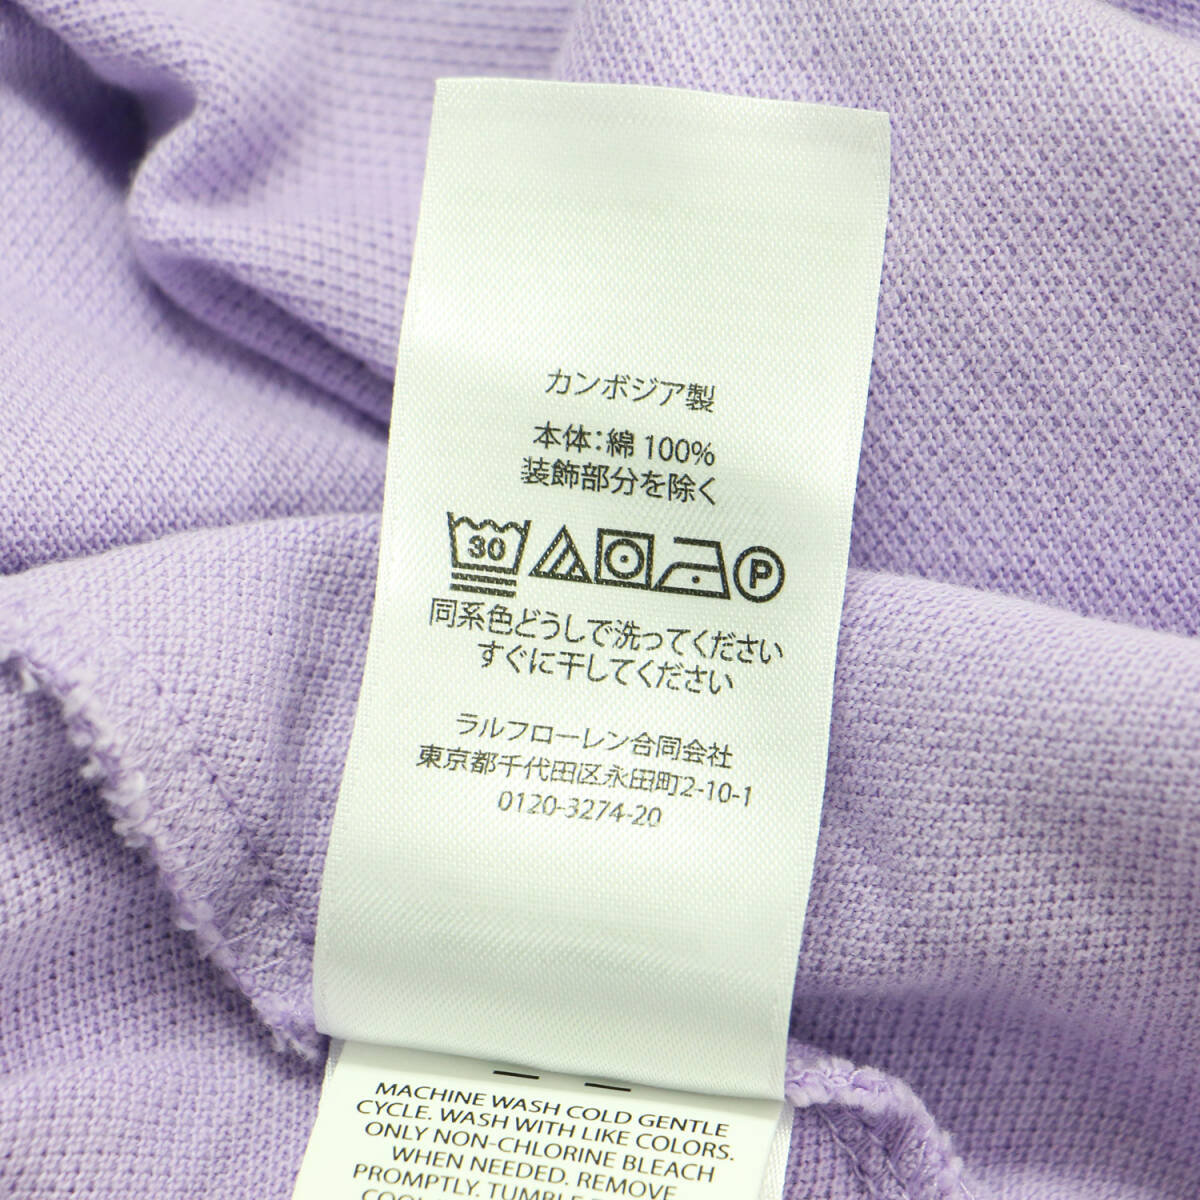 カンボジア製
本体：綿 100%
装飾部分を除く
30 P
同系色どうしで洗ってください
すぐに干してください
ラルフローレン合同会社
東京都千代田区永田町2-10-1
0120-3274-20
MACHINE WASH COLD GENTLE
CYCLE. WASH WITH LIKE COLORS.
ONLY NON-CHLORINE BLEACH
WHEN NEEDED. REMOVE
PROMPTLY. TUMBLE